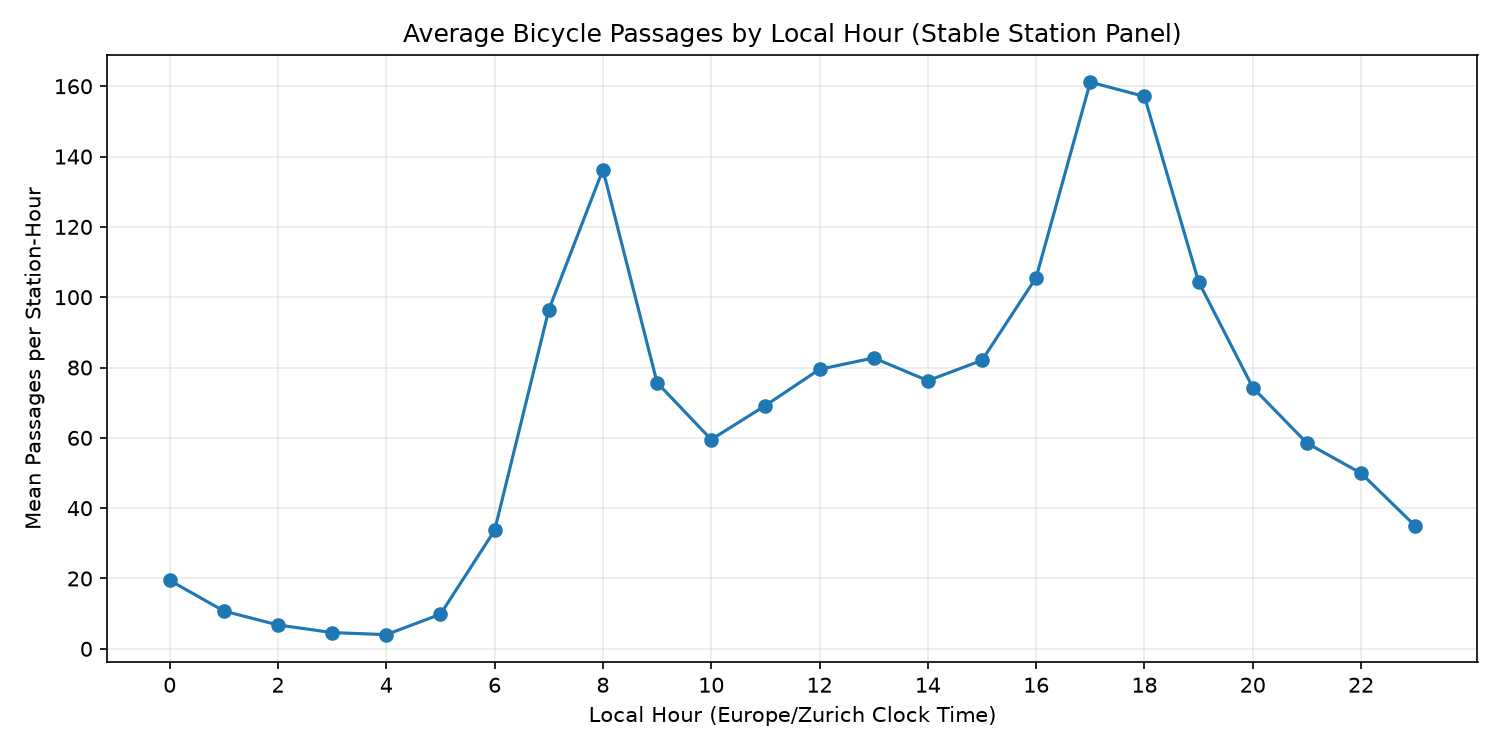 Average Bicycle Passages by Local Hour (Stable Station Panel)
Mean Passages per Station-Hour
160
140
120
100
80
60
40
20
0
0 2 4 6 8 10 12 14 16 18 20 22
Local Hour (Europe/Zurich Clock Time)